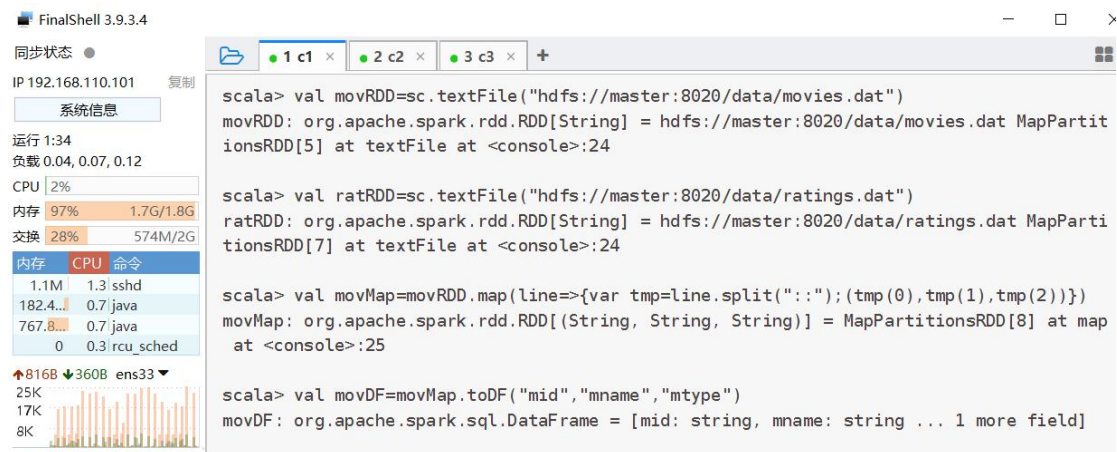 FinalShell 3.9.3.4
同步状态
IP 192.168.110.101 复制
系统信息
运行 1:34
负载 0.04, 0.07, 0.12
CPU 2%
内存 97% 1.7G/1.8G
交换 28% 574M/2G
内存 CPU 命令
1.1M 1.3 sshd
182.4... 0.7 java
767.8... 0.7 java
0 0.3 rcu_sched
816B 360B ens33
25K
17K
8K
1 c1 × 2 c2 × 3 c3 × +
scala> val movRDD=sc.textFile("hdfs://master:8020/data/movies.dat")
movRDD: org.apache.spark.rdd.RDD[String] = hdfs://master:8020/data/movies.dat MapPartit
ionsRDD[5] at textFile at <console>:24
scala> val ratRDD=sc.textFile("hdfs://master:8020/data/ratings.dat")
ratRDD: org.apache.spark.rdd.RDD[String] = hdfs://master:8020/data/ratings.dat MapParti
tionsRDD[7] at textFile at <console>:24
scala> val movMap=movRDD.map(line=>{var tmp=line.split("::");(tmp(0),tmp(1),tmp(2))})
movMap: org.apache.spark.rdd.RDD[(String, String, String)] = MapPartitionsRDD[8] at map
at <console>:25
scala> val movDF=movMap.toDF("mid","mname","mtype")
movDF: org.apache.spark.sql.DataFrame = [mid: string, mname: string ... 1 more field]